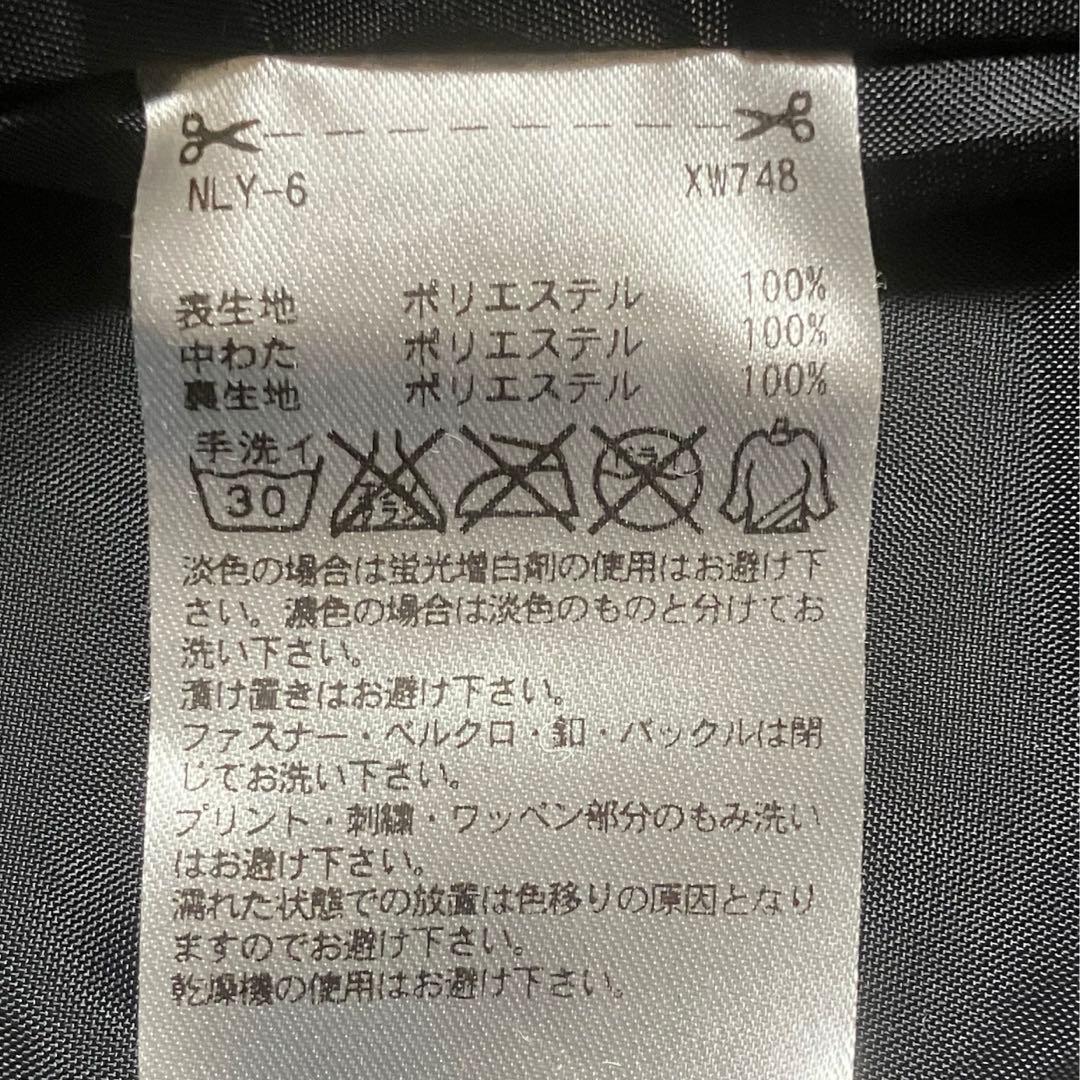 NLY-6 XW748
表生地 ポリエステル 100%
中わた ポリエステル 100%
裏生地 ポリエステル 100%
手洗イ
30
ドライ
淡色の場合は蛍光増白剤の使用はお避け下
さい。濃色の場合は淡色のものと分けてお
洗い下さい。
漬け置きはお避け下さい。
ファスナー・ベルクロ・釦・バックルは閉
じてお洗い下さい。
プリント・刺繍・ワッペン部分のもみ洗い
はお避け下さい。
濡れた状態での放置は色移りの原因となり
ますのでお避け下さい。
乾燥機の使用はお避け下さい。